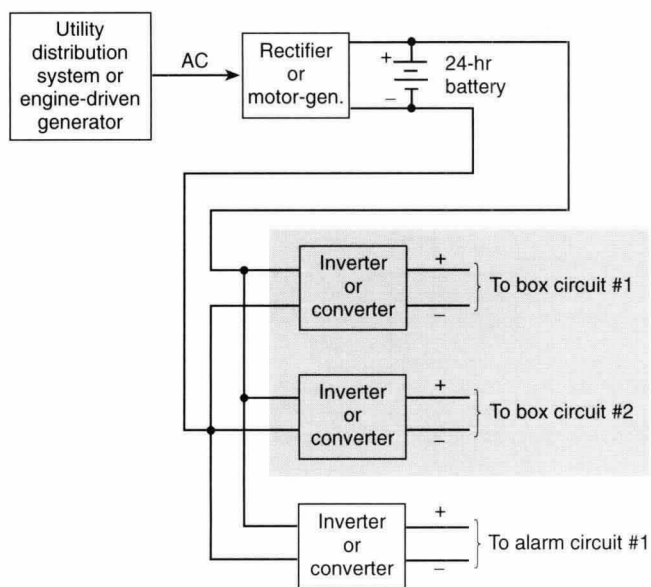 Utility
distribution
system or
engine-driven
generator
AC
Rectifier
or
motor-gen.
+
−
24-hr
battery
Inverter
or
converter
+
−
To box circuit #1
Inverter
or
converter
+
−
To box circuit #2
Inverter
or
converter
+
−
To alarm circuit #1